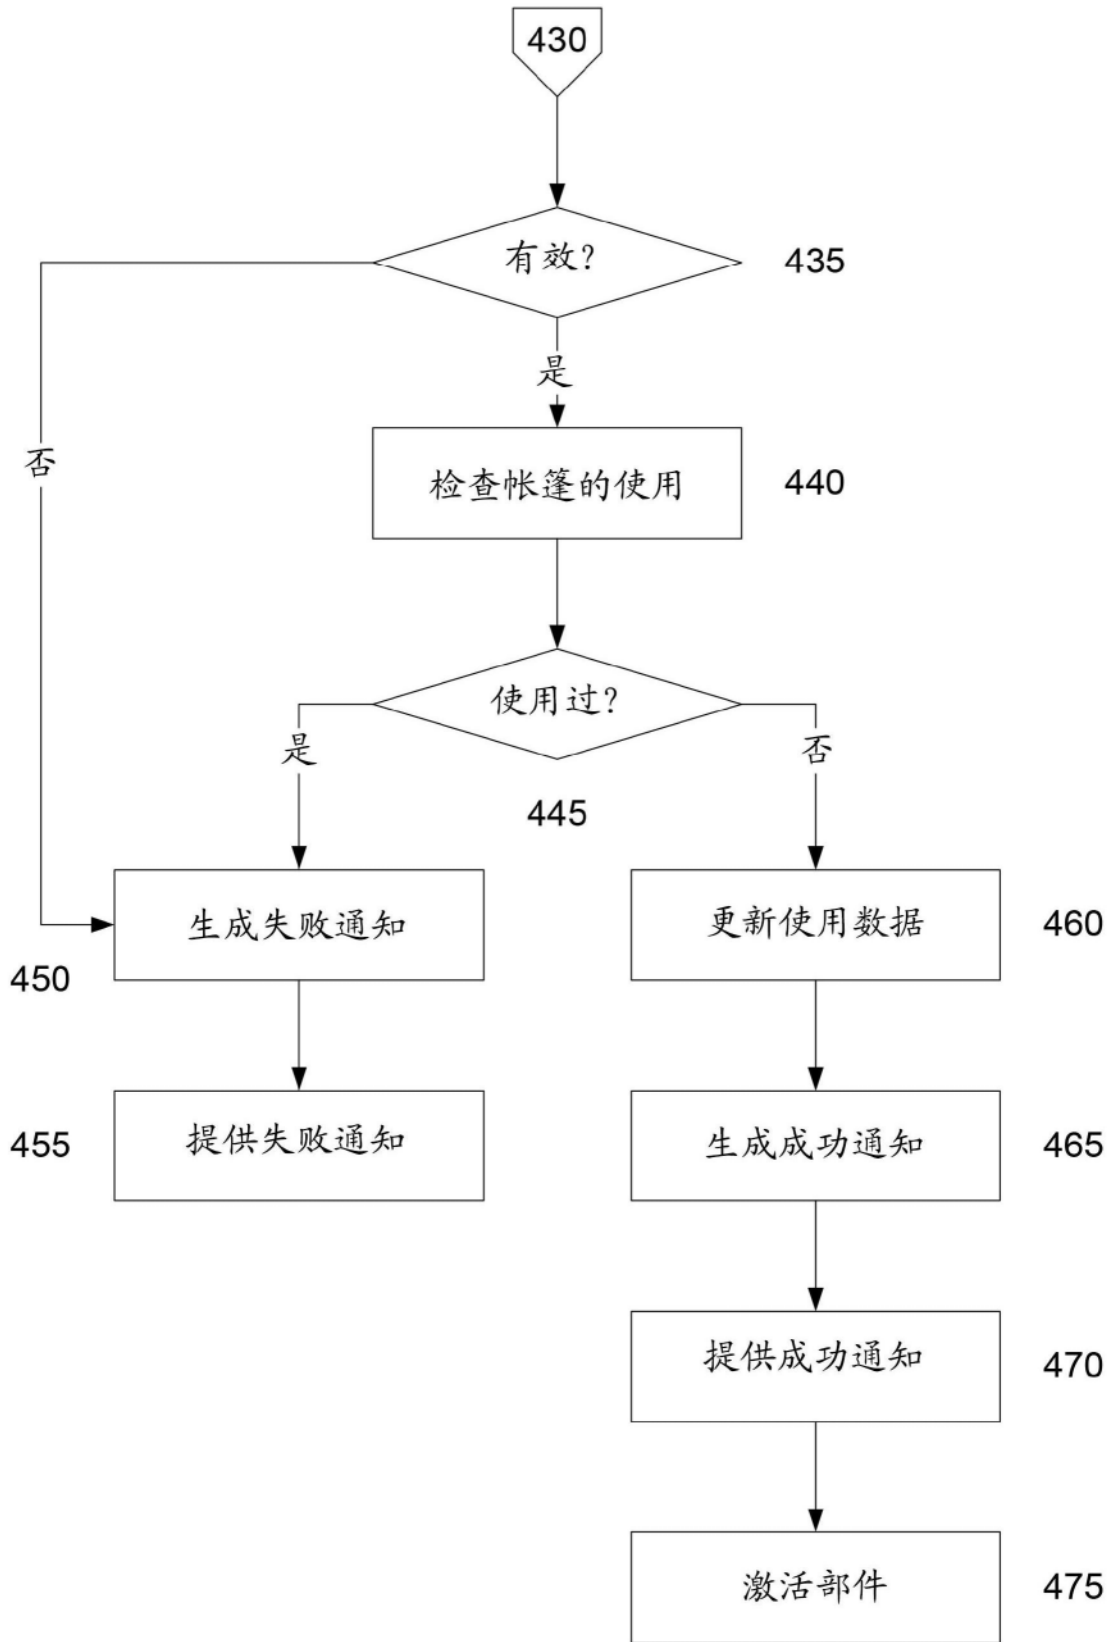 430
有效?
435
是
否
检查帐篷的使用
440
使用过?
是
否
445
生成失败通知
更新使用数据
460
450
提供失败通知
455
生成成功通知
465
提供成功通知
470
激活部件
475